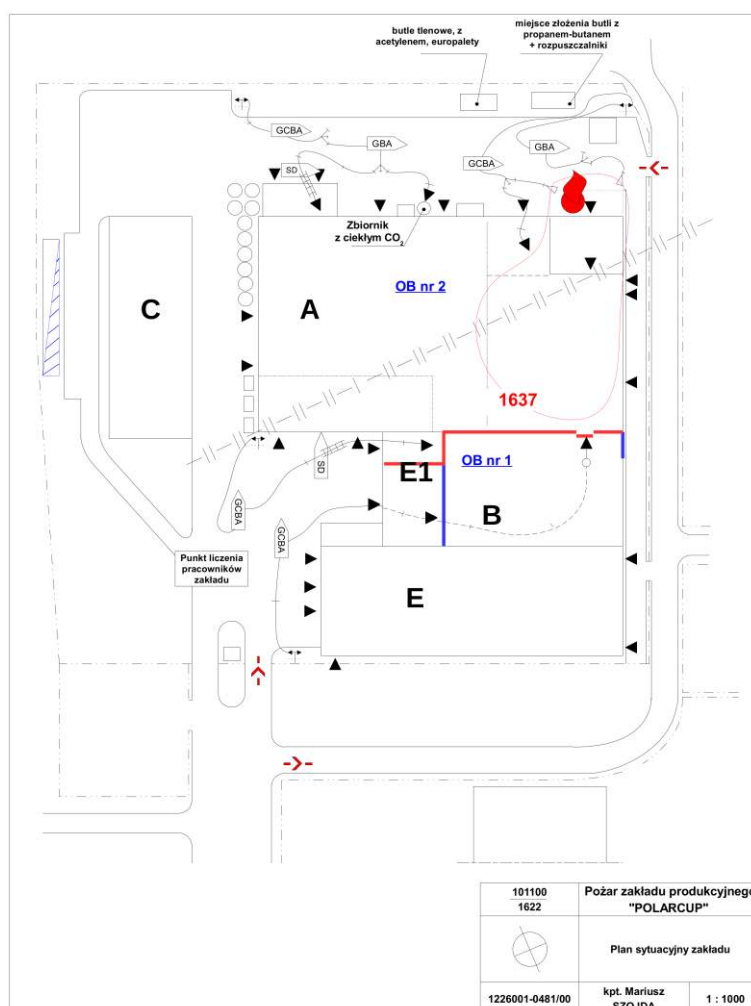 butle tlenowe, z
acetylenem, europalety
miejsce złożenia butli z
propanem-butanem
+ rozpuszczalniki
GCBA
GBA
GBA
GCBA
SD
Zbiornik
z ciekłym CO2
OB nr 2
C
A
1637
OB nr 1
E1
SD
GCBA
GCBA
B
Punkt liczenia
pracowników
zakładu
E
101100
1622
Pożar zakładu produkcyjnego
"POLARCUP"
Plan sytuacyjny zakładu
1226001-0481/00
kpt. Mariusz
1 : 1000